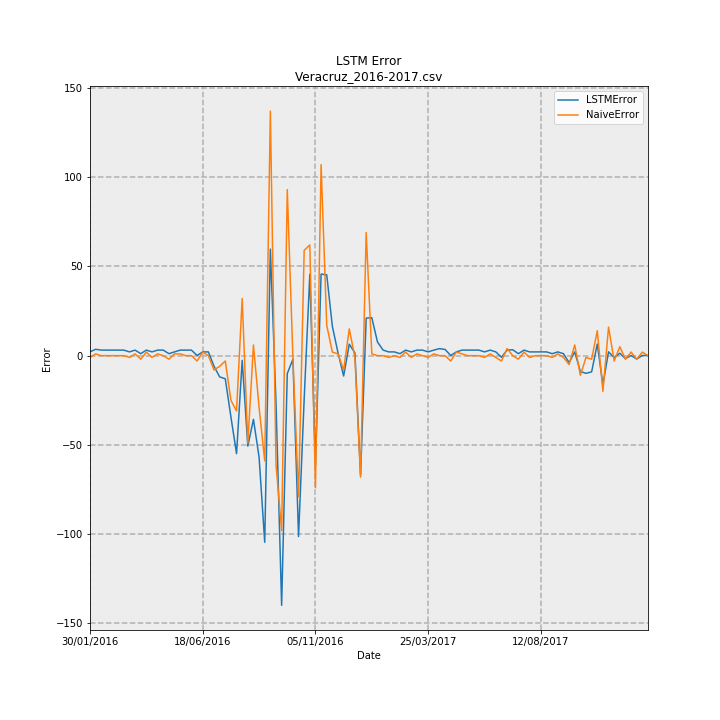 LSTM Error
Veracruz_2016-2017.csv
LSTMError
NaiveError
150
100
50
0
−50
−100
−150
Error
30/01/2016 18/06/2016 05/11/2016 25/03/2017 12/08/2017
Date